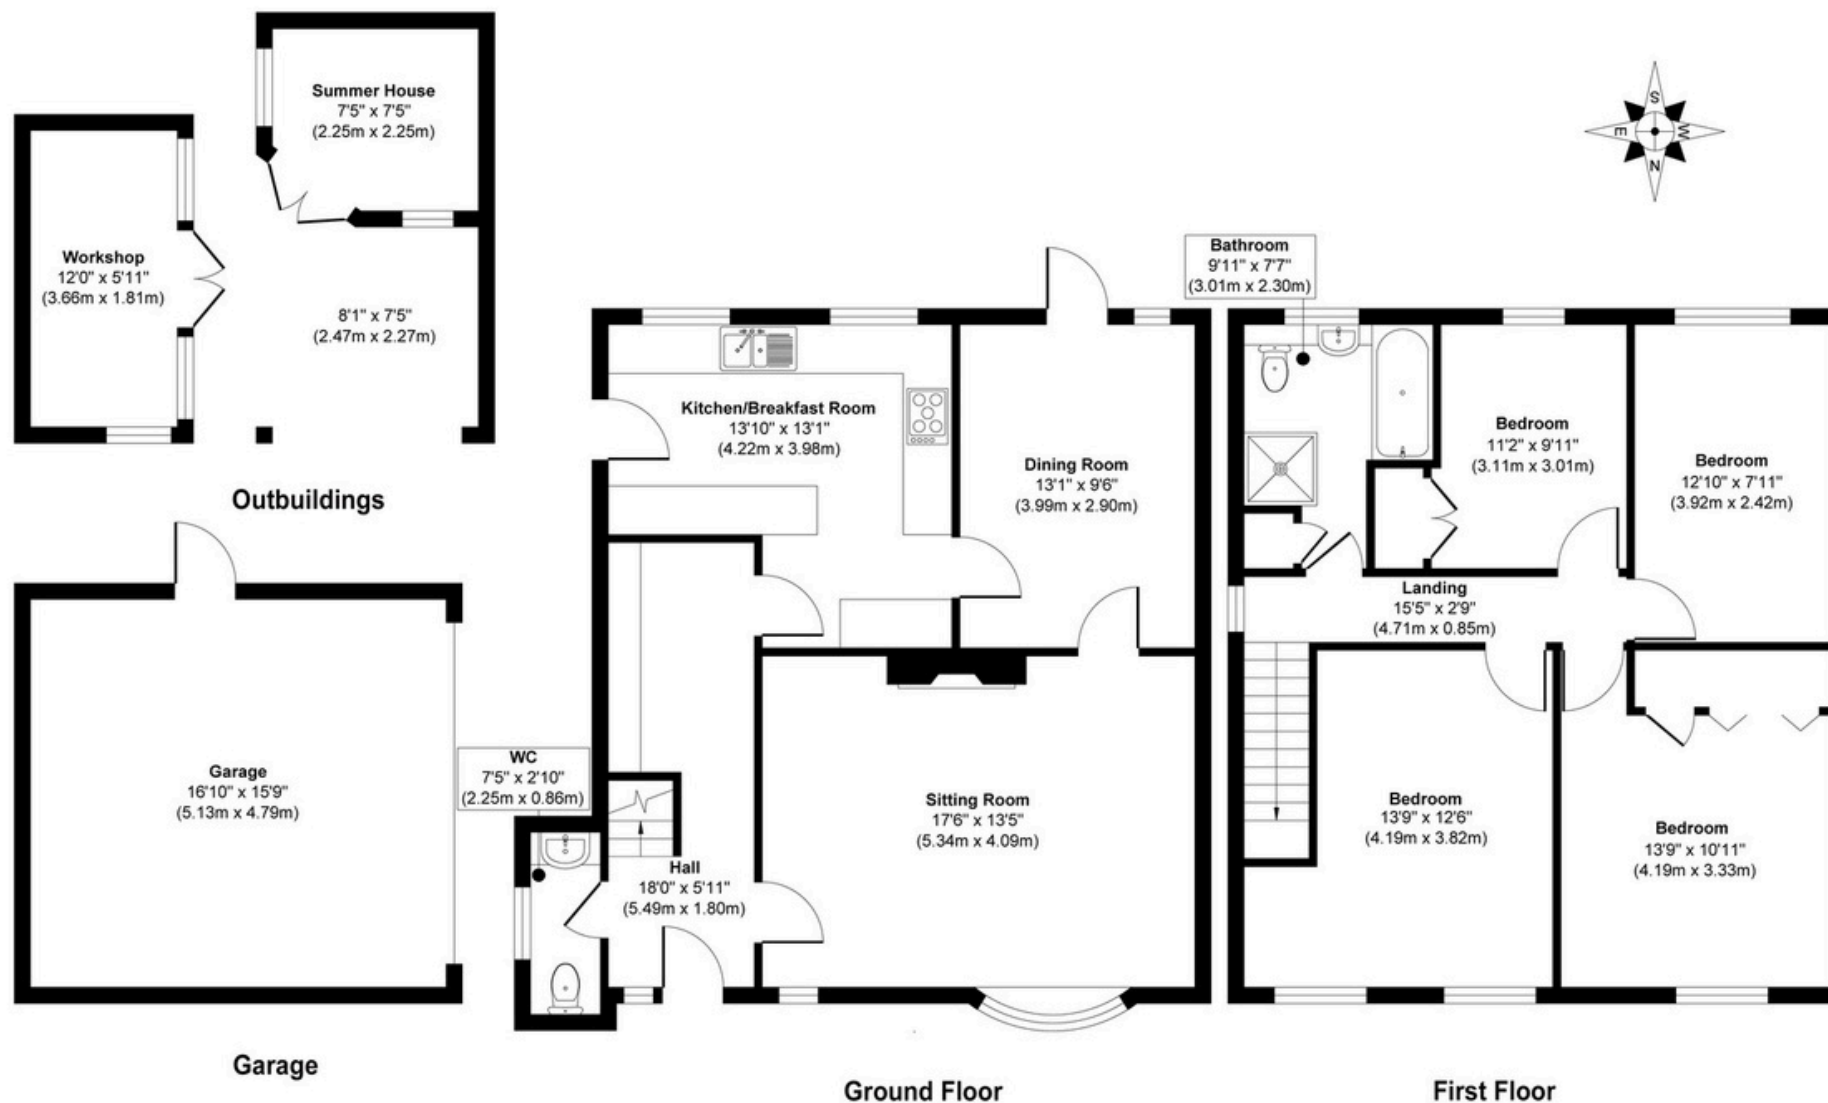 Summer House
7'5" x 7'5"
(2.25m x 2.25m)
Workshop
12'0" x 5'11"
(3.66m x 1.81m)
8'1" x 7'5"
(2.47m x 2.27m)
Outbuildings
Garage
16'10" x 15'9"
(5.13m x 4.79m)
Garage
WC
7'5" x 2'10"
(2.25m x 0.86m)
Kitchen/Breakfast Room
13'10" x 13'1"
(4.22m x 3.98m)
Dining Room
13'1" x 9'6"
(3.99m x 2.90m)
Hall
18'0" x 5'11"
(5.49m x 1.80m)
Sitting Room
17'6" x 13'5"
(5.34m x 4.09m)
Ground Floor
S
E
W
N
Bathroom
9'11" x 7'7"
(3.01m x 2.30m)
Bedroom
11'2" x 9'11"
(3.11m x 3.01m)
Bedroom
12'10" x 7'11"
(3.92m x 2.42m)
Landing
15'5" x 2'9"
(4.71m x 0.85m)
Bedroom
13'9" x 12'6"
(4.19m x 3.82m)
Bedroom
13'9" x 10'11"
(4.19m x 3.33m)
First Floor